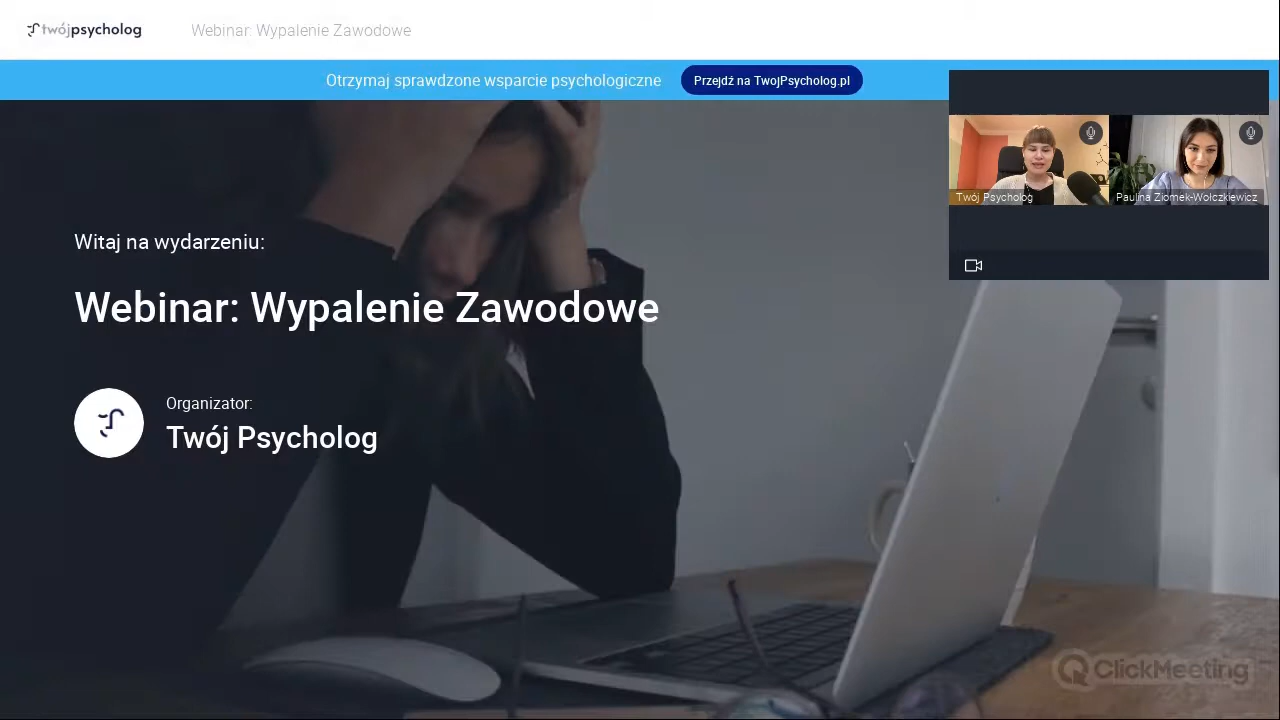 twójpsycholog
Webinar: Wypalenie Zawodowe
Otrzymaj sprawdzone wsparcie psychologiczne
Przejdź na TwojPsycholog.pl
Twój Psycholog
Paulina Ziomek-Wołczkiewicz
Witaj na wydarzeniu:
Webinar: Wypalenie Zawodowe
Organizator:
Twój Psycholog
ClickMeeting